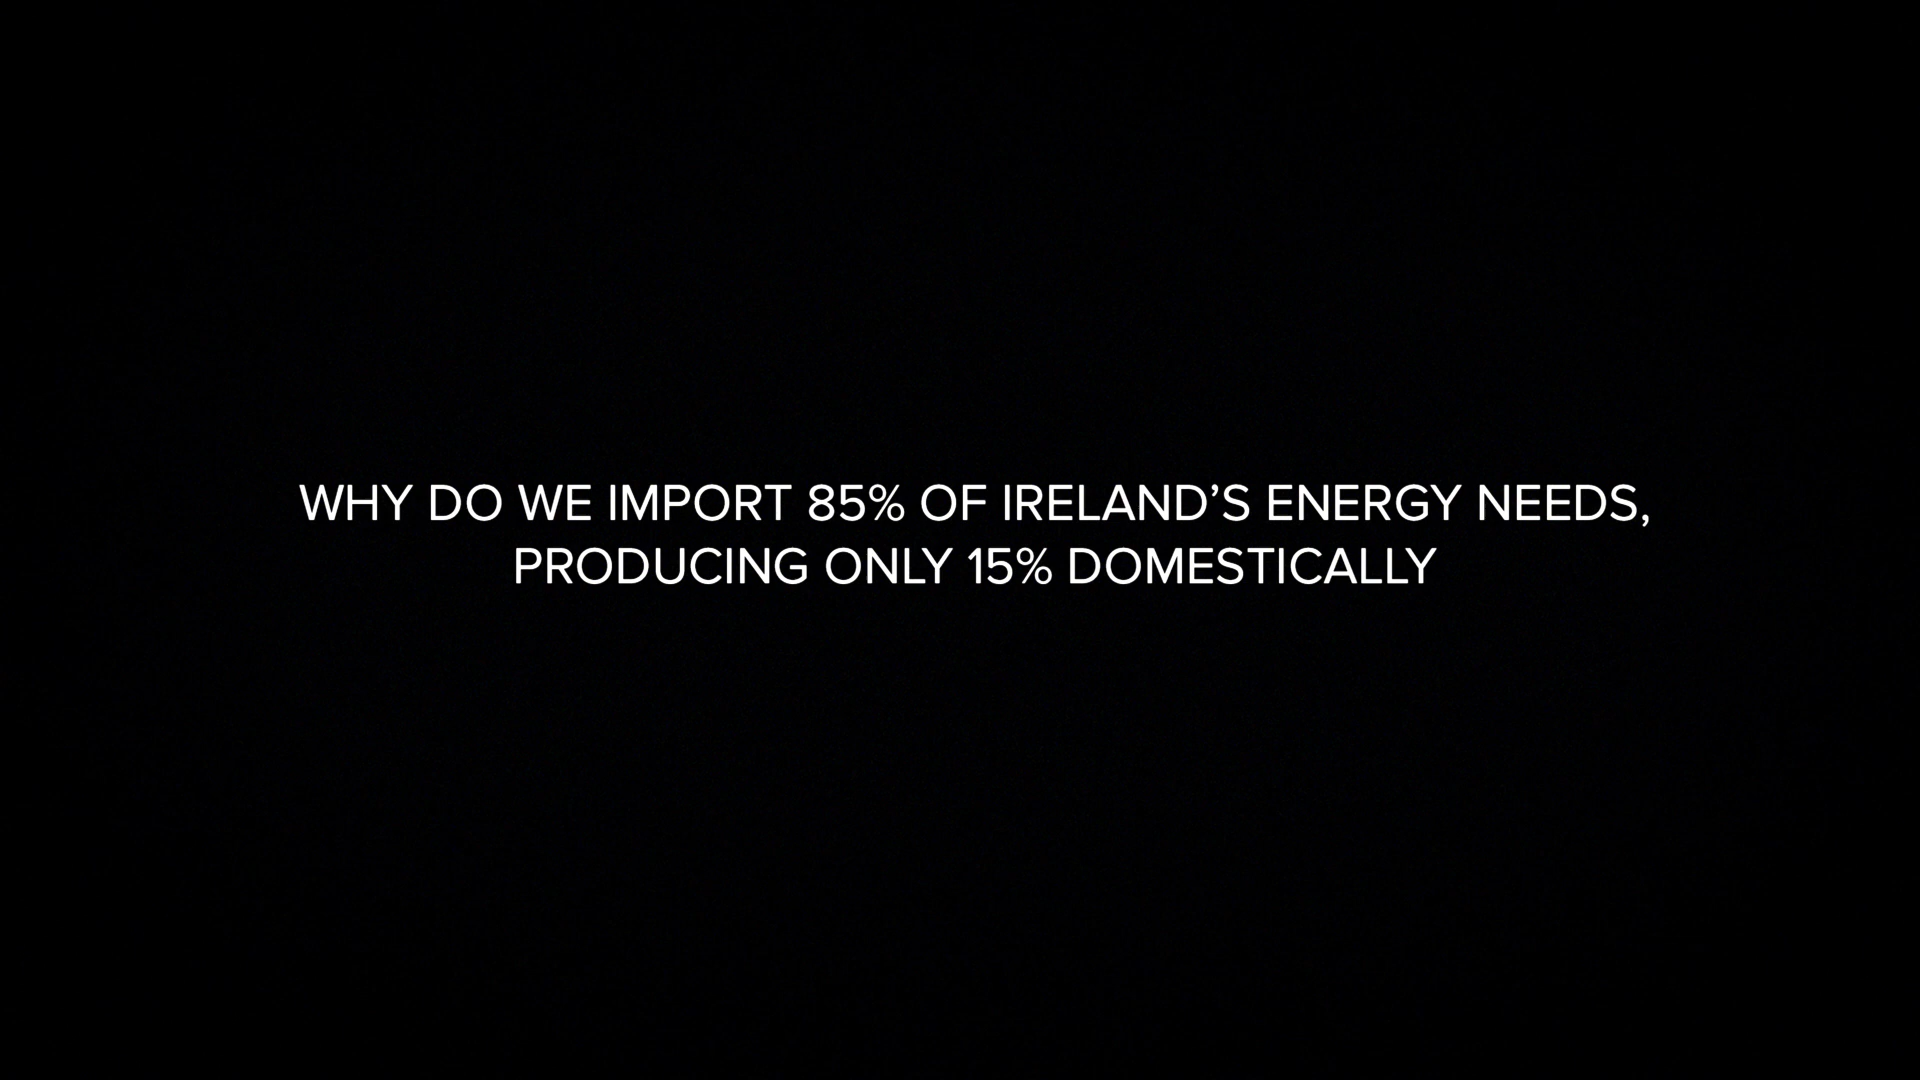 WHY DO WE IMPORT 85% OF IRELAND’S ENERGY NEEDS,
PRODUCING ONLY 15% DOMESTICALLY